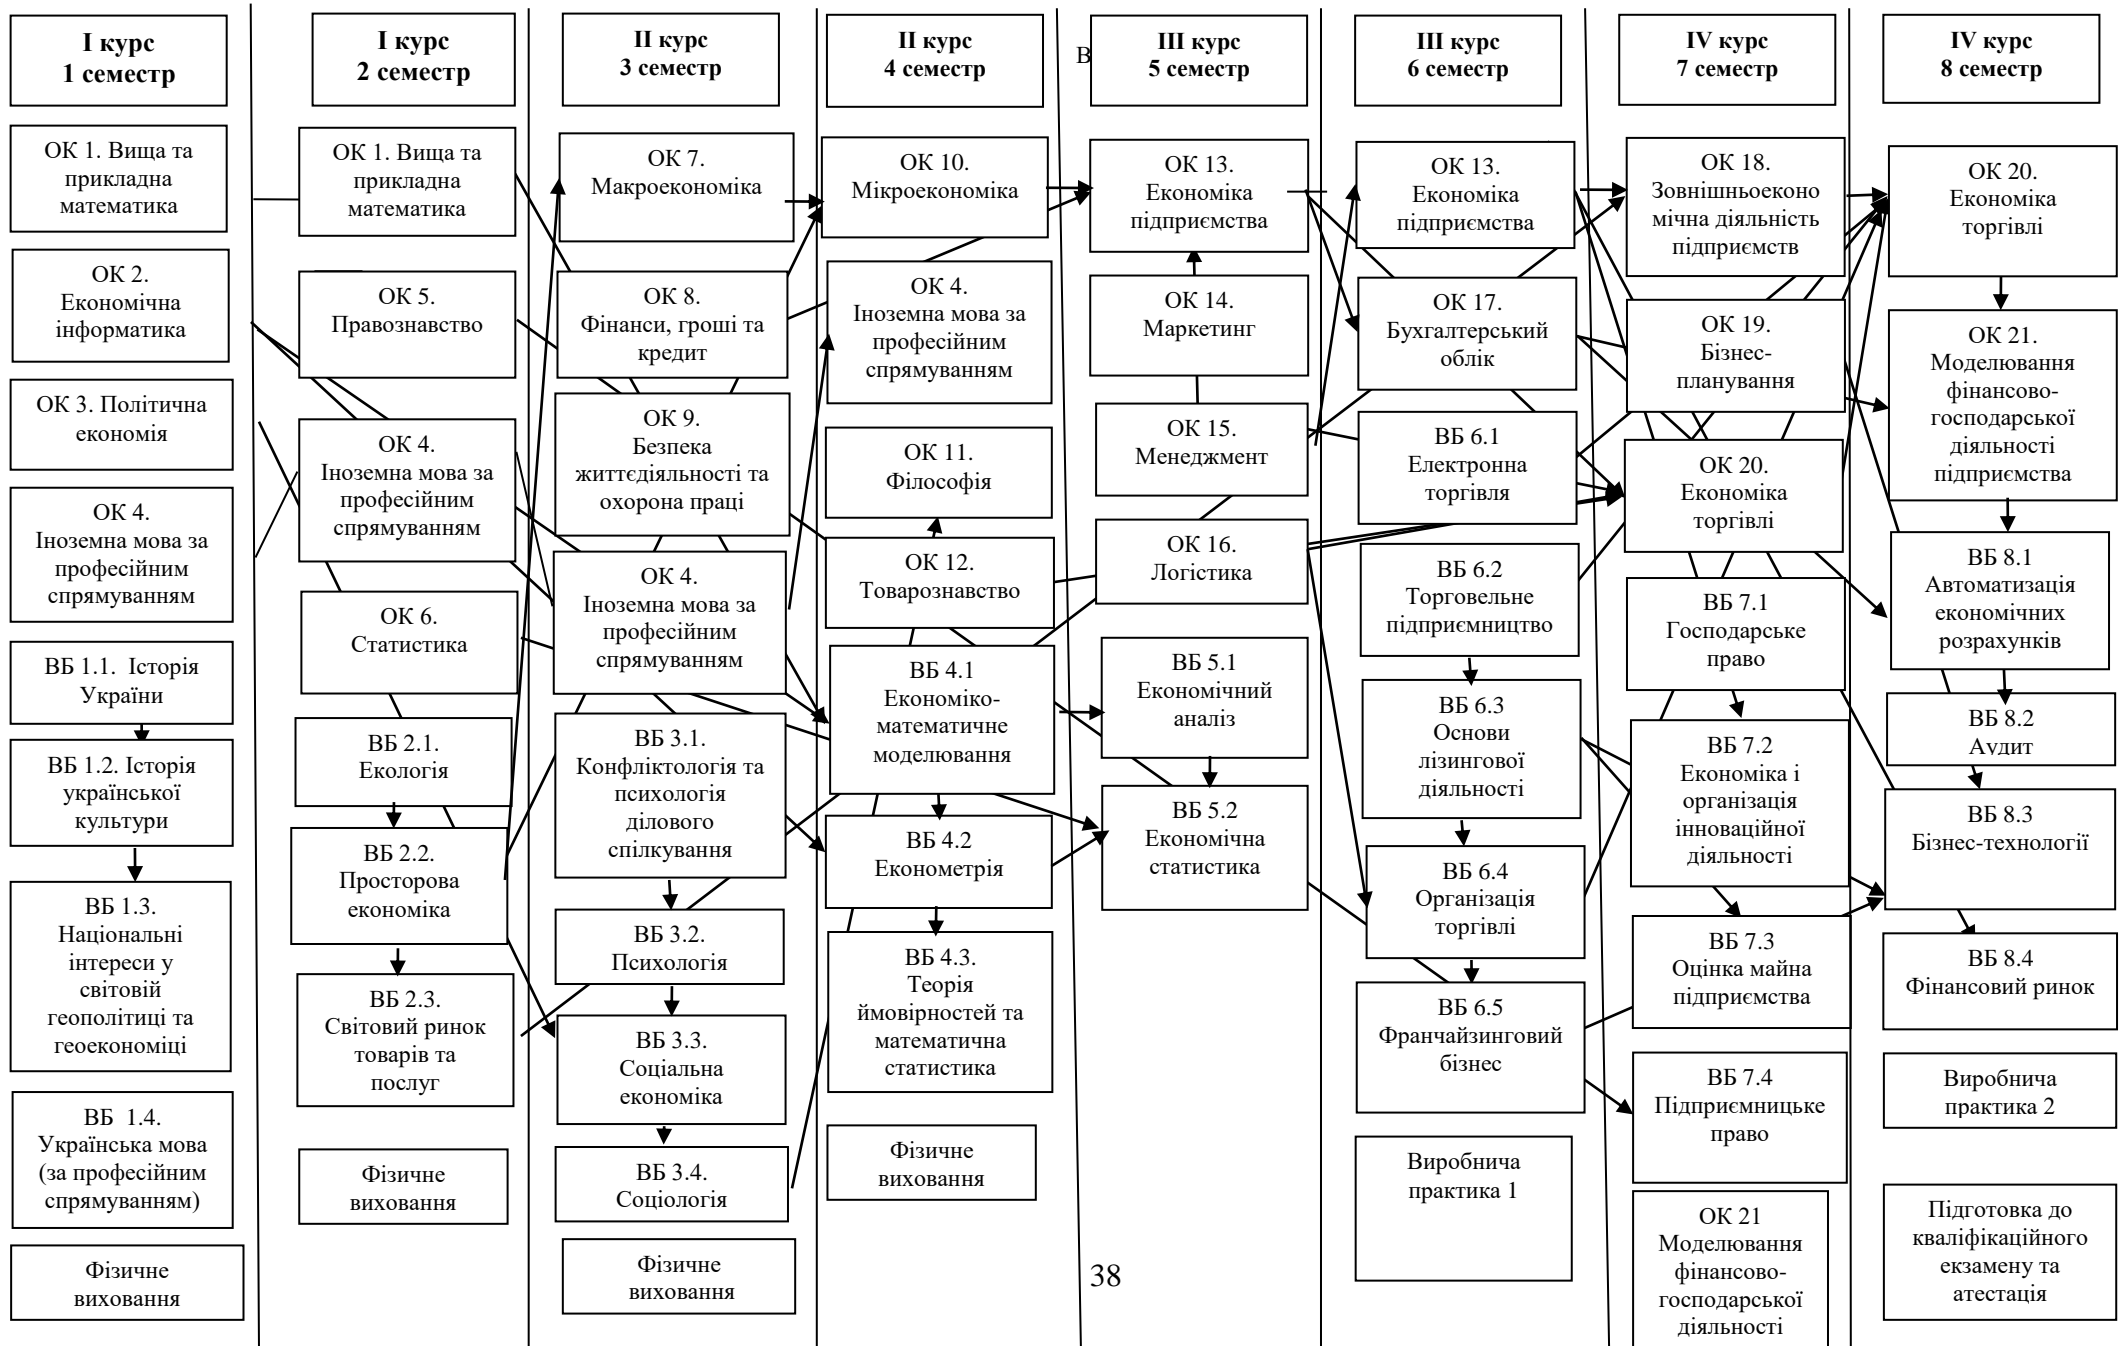 І курс
1 семестр
ОК 1. Вища та
прикладна
математика
ОК 2.
Економічна
інформатика
ОК 3. Політична
економія
ОК 4.
Іноземна мова за
професійним
спрямуванням
ВБ 1.1. Історія
України
ВБ 1.2. Історія
української
культури
ВБ 1.3.
Національні
інтереси у
світовій
геополітиці та
геоекономіці
ВБ 1.4.
Українська мова
(за професійним
спрямуванням)
Фізичне
виховання
І курс
2 семестр
ОК 1. Вища та
прикладна
математика
ОК 5.
Правознавство
ОК 4.
Іноземна мова за
професійним
спрямуванням
ОК 6.
Статистика
ВБ 2.1.
Екологія
ВБ 2.2.
Просторова
економіка
ВБ 2.3.
Світовий ринок
товарів та
послуг
Фізичне
виховання
ІІ курс
3 семестр
ОК 7.
Макроекономіка
ОК 8.
Фінанси, гроші та
кредит
ОК 9.
Безпека
життєдіяльності та
охорона праці
ОК 4.
Іноземна мова за
професійним
спрямуванням
ВБ 3.1.
Конфліктологія та
психологія
ділового
спілкування
ВБ 3.2.
Психологія
ВБ 3.3.
Соціальна
економіка
ВБ 3.4.
Соціологія
Фізичне
виховання
ІІ курс
4 семестр
ОК 10.
Мікроекономіка
ОК 4.
Іноземна мова за
професійним
спрямуванням
ОК 11.
Філософія
ОК 12.
Товарознавство
ВБ 4.1
Економіко-
математичне
моделювання
ВБ 4.2
Економетрія
ВБ 4.3.
Теорія
ймовірностей та
математична
статистика
Фізичне
виховання
В
ІІІ курс
5 семестр
ОК 13.
Економіка
підприємства
ОК 14.
Маркетинг
ОК 15.
Менеджмент
ОК 16.
Логістика
ВБ 5.1
Економічний
аналіз
ВБ 5.2
Економічна
статистика
38
ІІІ курс
6 семестр
ОК 13.
Економіка
підприємства
ОК 17.
Бухгалтерський
облік
ВБ 6.1
Електронна
торгівля
ВБ 6.2
Торговельне
підприємництво
ВБ 6.3
Основи
лізингової
діяльності
ВБ 6.4
Організація
торгівлі
ВБ 6.5
Франчайзинговий
бізнес
Виробнича
практика 1
IV курс
7 семестр
ОК 18.
Зовнішньоеконо
мічна діяльність
підприємств
ОК 19.
Бізнес-
планування
ОК 20.
Економіка
торгівлі
ВБ 7.1
Господарське
право
ВБ 7.2
Економіка і
організація
інноваційної
діяльності
ВБ 7.3
Оцінка майна
підприємства
ВБ 7.4
Підприємницьке
право
ОК 21
Моделювання
фінансово-
господарської
діяльності
IV курс
8 семестр
ОК 20.
Економіка
торгівлі
ОК 21.
Моделювання
фінансово-
господарської
діяльності
підприємства
ВБ 8.1
Автоматизація
економічних
розрахунків
ВБ 8.2
Аудит
ВБ 8.3
Бізнес-технології
ВБ 8.4
Фінансовий ринок
Виробнича
практика 2
Підготовка до
кваліфікаційного
екзамену та
атестація